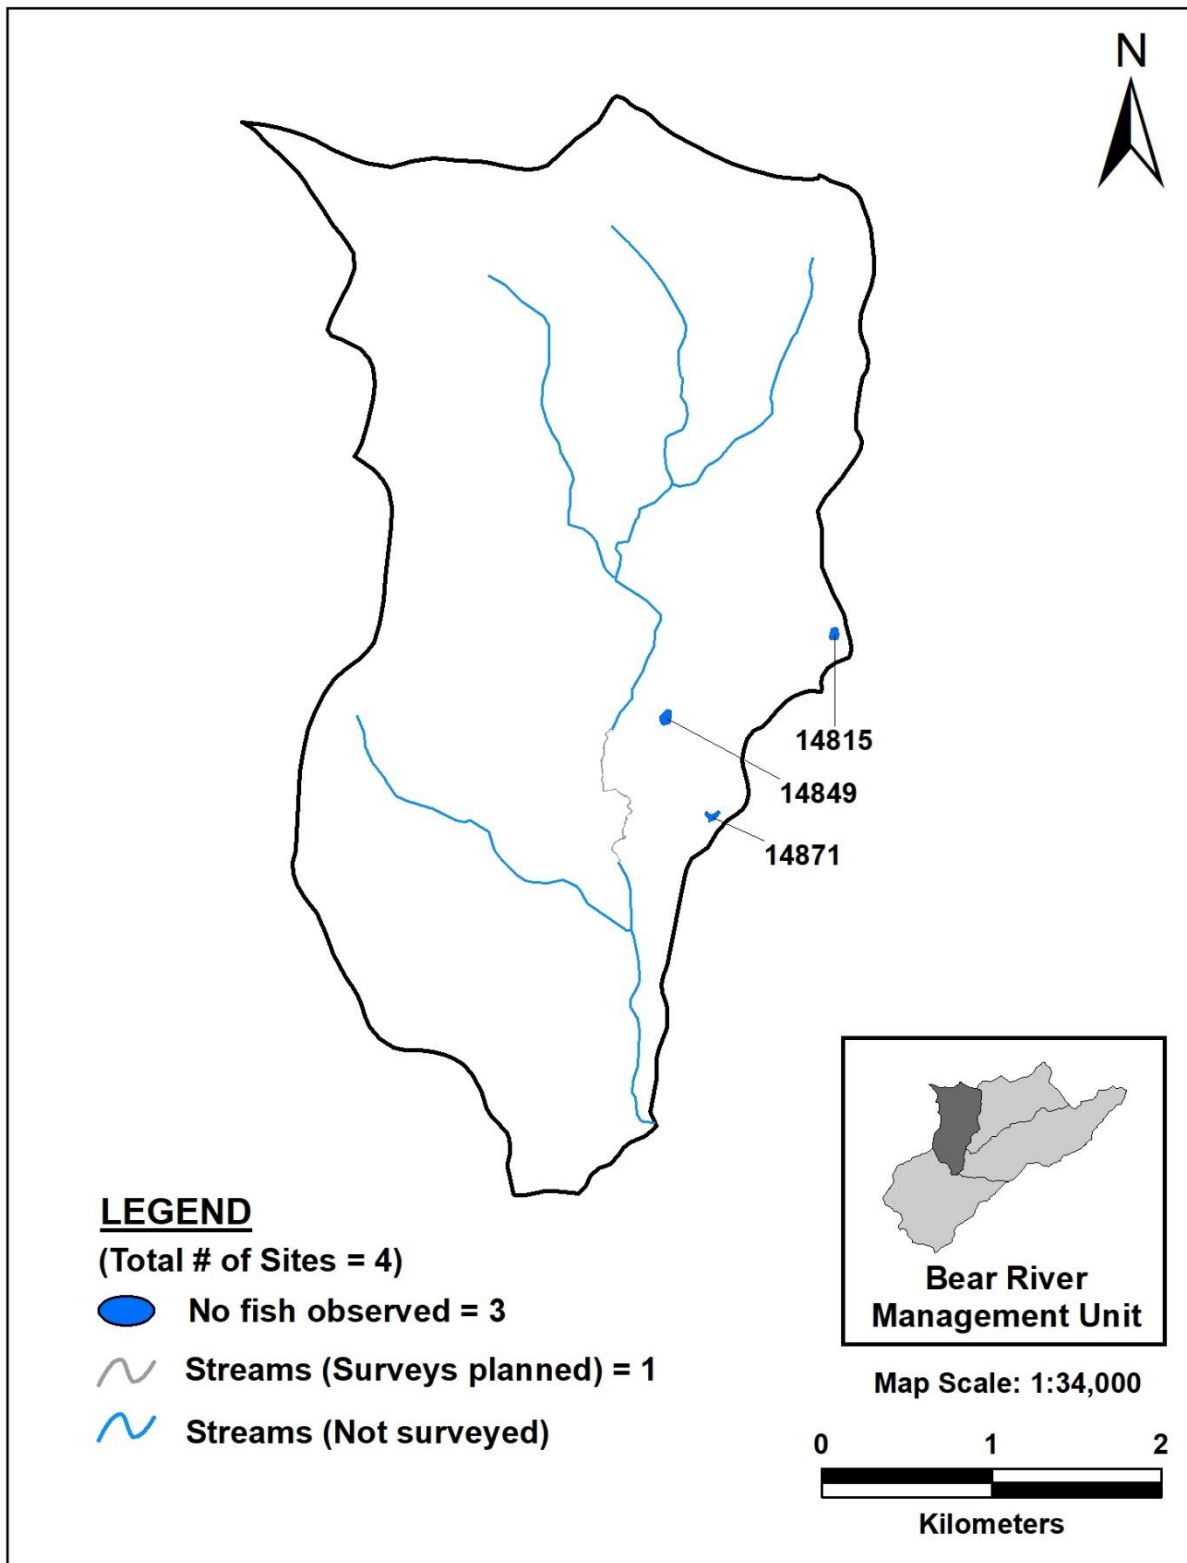 N
14815
14849
14871
LEGEND
(Total # of Sites = 4)
No fish observed = 3
Streams (Surveys planned) = 1
Streams (Not surveyed)
Bear River
Management Unit
Map Scale: 1:34,000
0 1 2
Kilometers